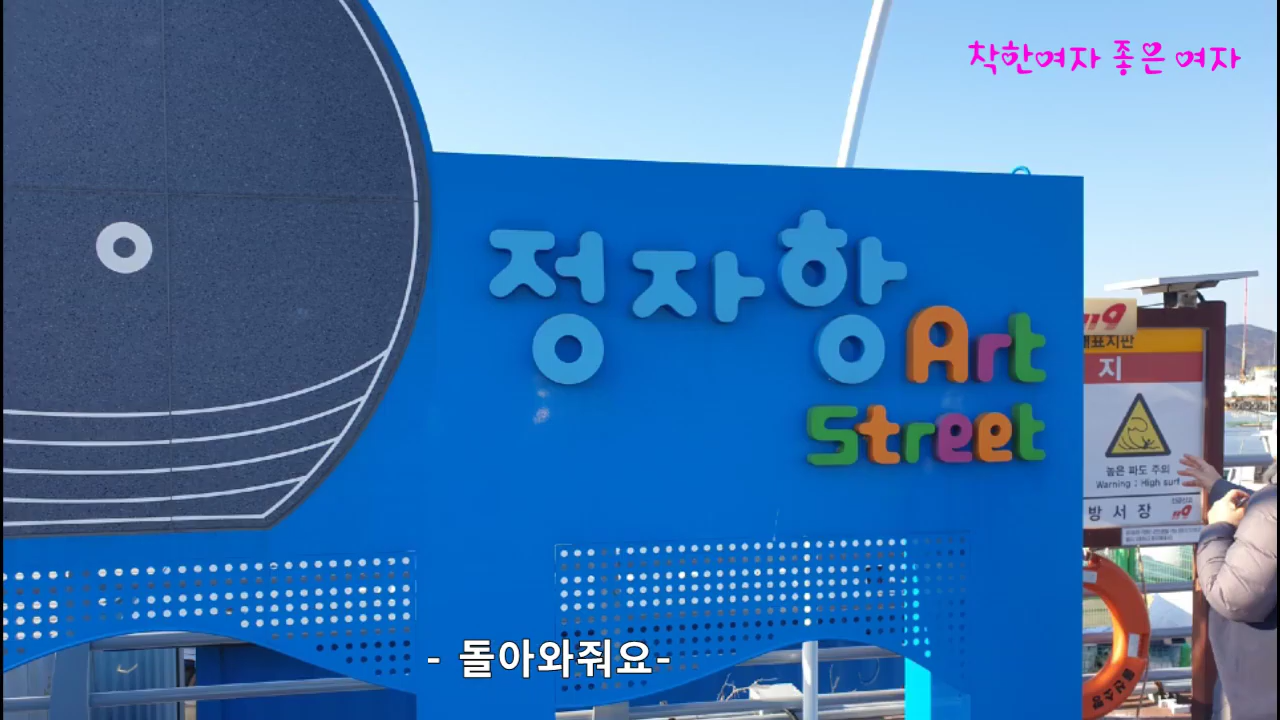 착한여자 좋은 여자
정자항
Art
Street
119
지
높은 파도 주의
Warning : High surf
방서장
119
- 돌아와줘요-